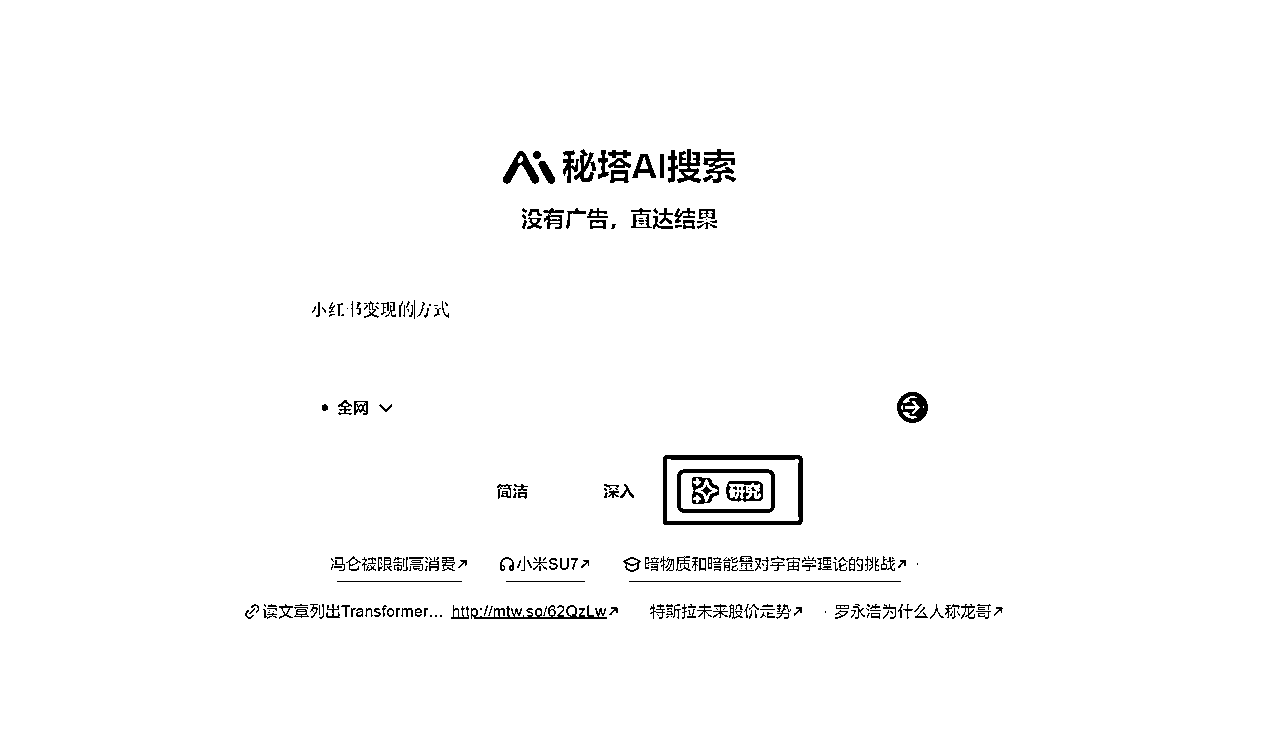 秘塔AI搜索
没有广告，直达结果
小红书变现的方式
全网
简洁 深入 研究
冯仑被限制高消费 小米SU7 暗物质和暗能量对宇宙学理论的挑战
读文章列出Transformer... http://mtw.so/62QzLw 特斯拉未来股价走势 · 罗永浩为什么人称龙哥